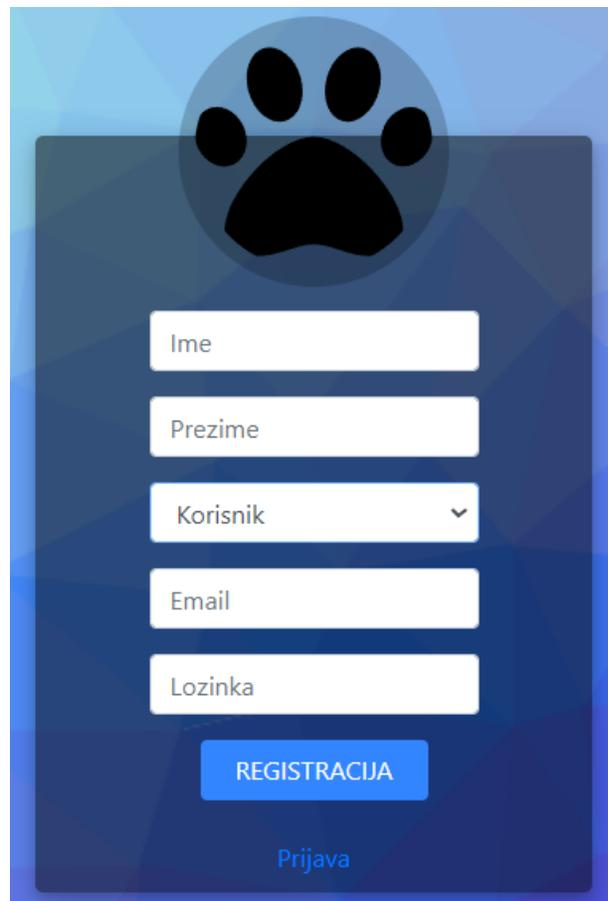 Ime
Prezime
Korisnik
Email
Lozinka
REGISTRACIJA
Prijava